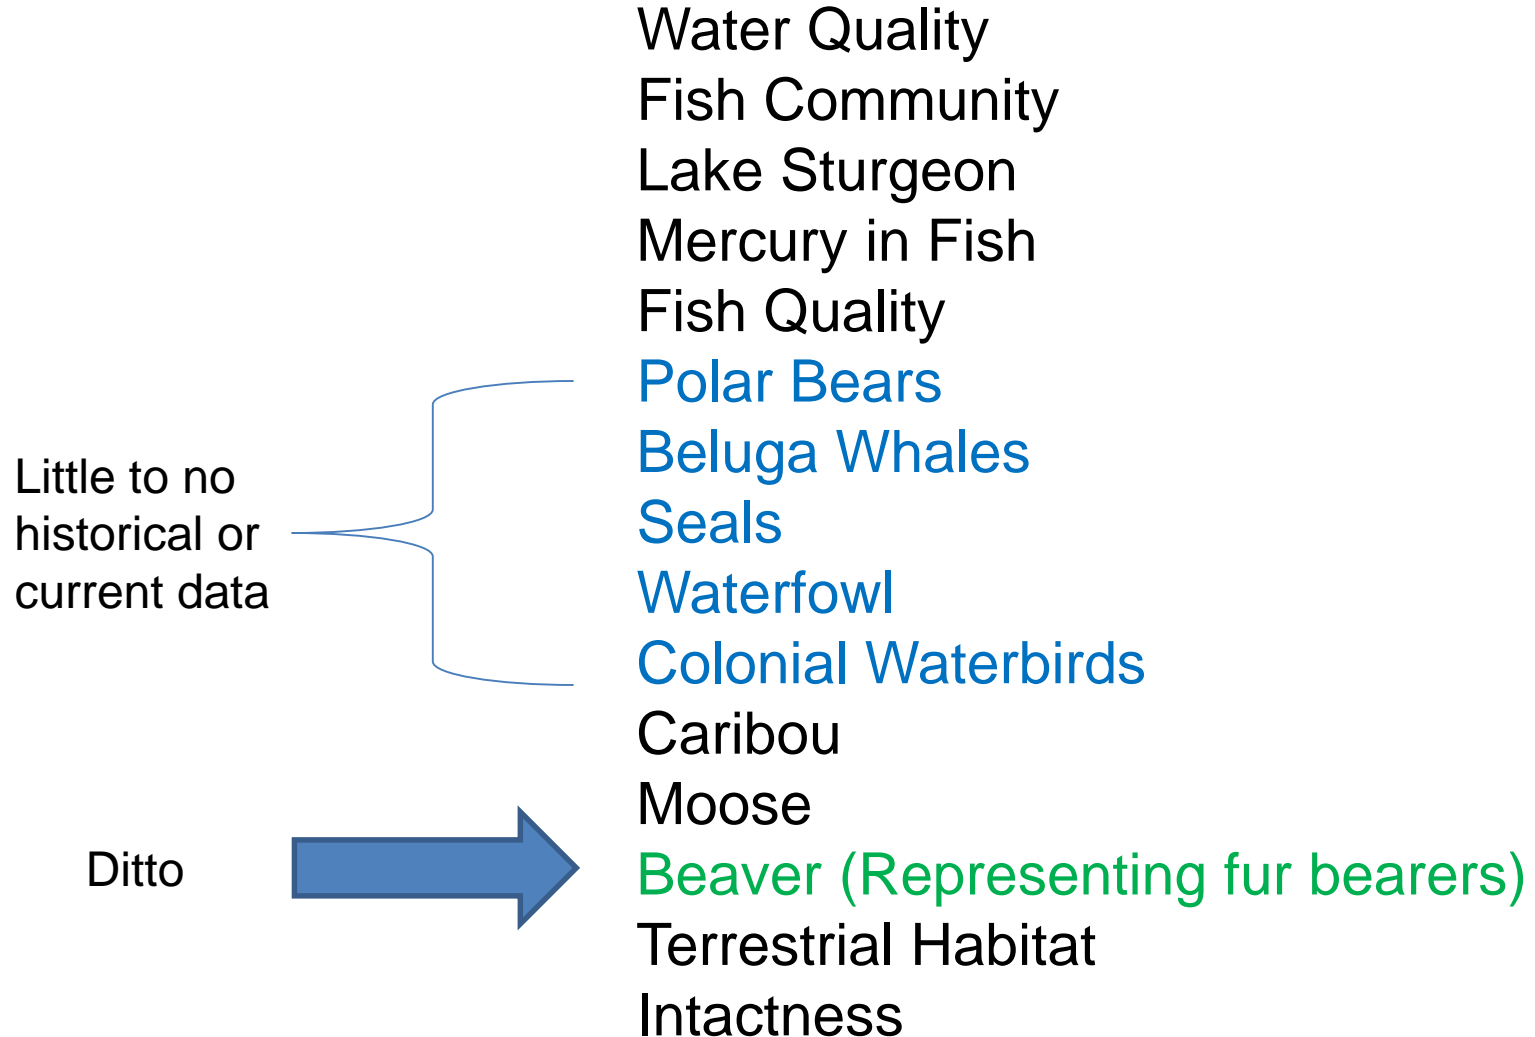 Water Quality
Fish Community
Lake Sturgeon
Mercury in Fish
Fish Quality
Polar Bears
Beluga Whales
Seals
Waterfowl
Colonial Waterbirds
Caribou
Moose
Beaver (Representing fur bearers)
Terrestrial Habitat
Intactness
Little to no
historical or
current data
Ditto